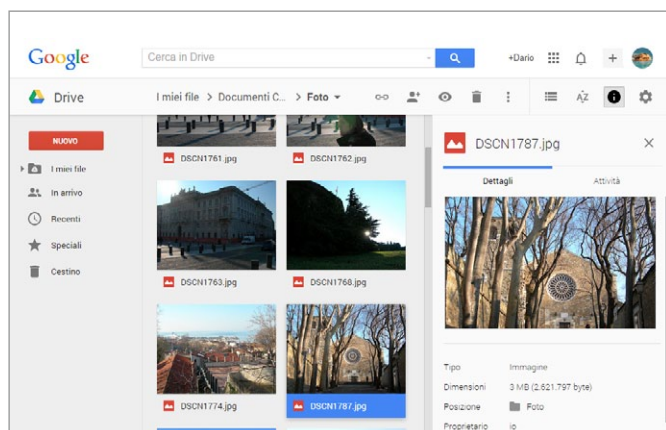 Google
Cerca in Drive
+Dario
Drive
I miei file > Documenti C... > Foto
NUOVO
I miei file
In arrivo
Recenti
Speciali
Cestino
DSCN1761.jpg
DSCN1762.jpg
DSCN1763.jpg
DSCN1768.jpg
DSCN1774.jpg
DSCN1787.jpg
DSCN1787.jpg
Dettagli
Attività
Tipo
Immagine
Dimensioni
3 MB (2.621.797 byte)
Posizione
Foto
Proprietario
io